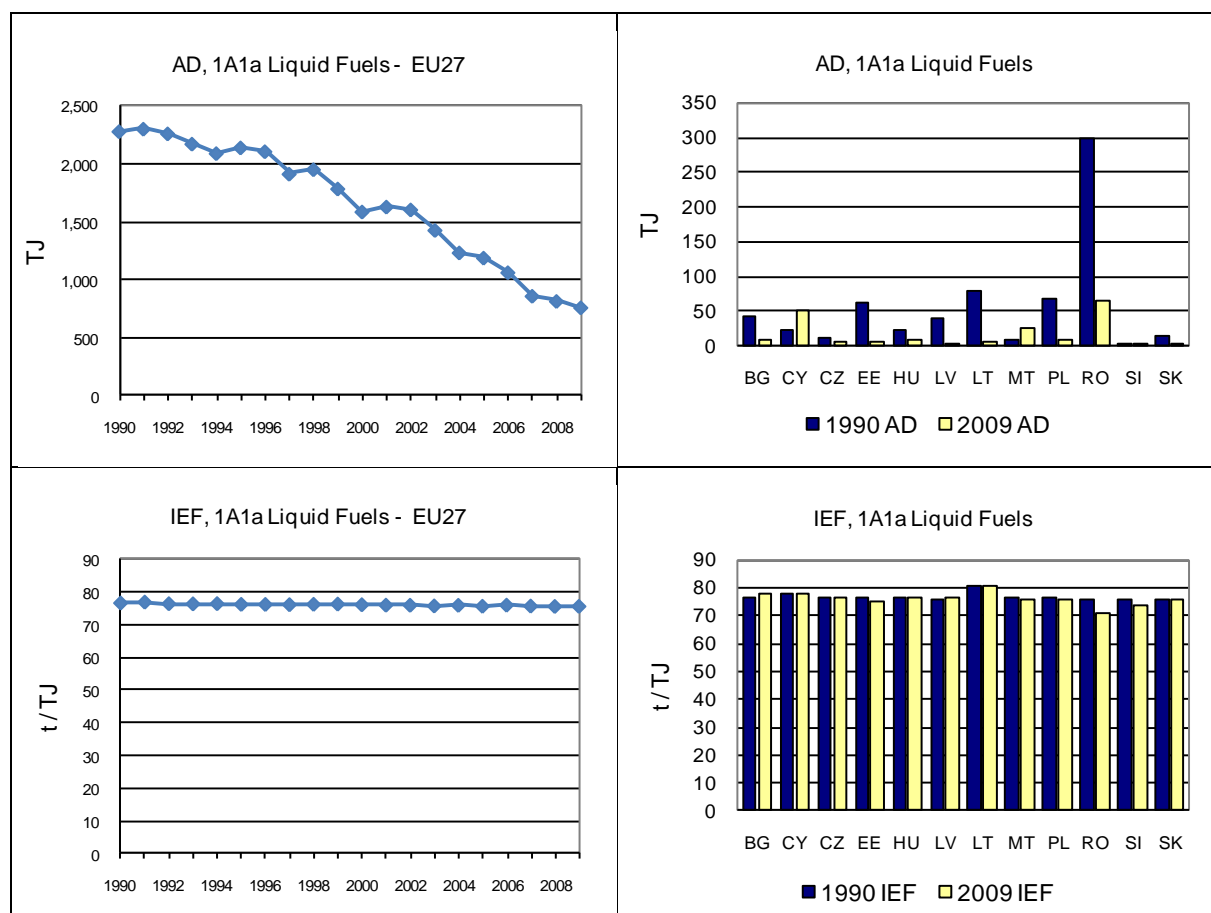 AD, 1A1a Liquid Fuels - EU27
2,500
2,000
1,500
1,000
500
0
TJ
1990 1992 1994 1996 1998 2000 2002 2004 2006 2008
AD, 1A1a Liquid Fuels
350
300
250
200
150
100
50
0
TJ
BG CY CZ EE HU LV LT MT PL RO SI SK
1990 AD 2009 AD
IEF, 1A1a Liquid Fuels - EU27
90
80
70
60
50
40
30
20
10
0
t / TJ
1990 1992 1994 1996 1998 2000 2002 2004 2006 2008
IEF, 1A1a Liquid Fuels
90
80
70
60
50
40
30
20
10
0
t / TJ
BG CY CZ EE HU LV LT MT PL RO SI SK
1990 IEF 2009 IEF